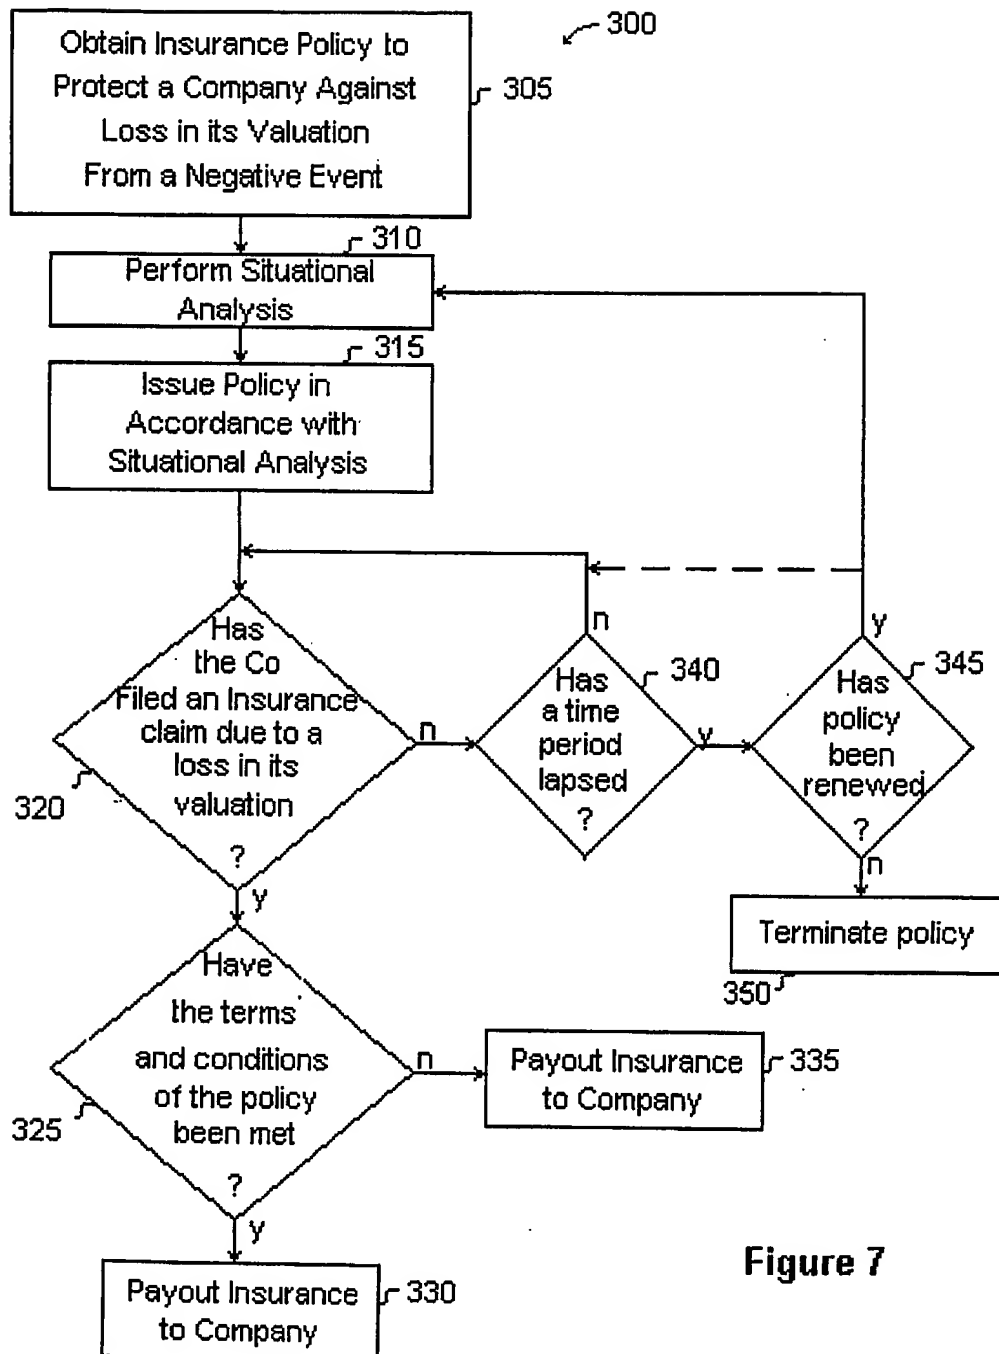 300
Obtain Insurance Policy to
Protect a Company Against
Loss in its Valuation
From a Negative Event
305
310
Perform Situational
Analysis
315
Issue Policy in
Accordance with
Situational Analysis
Has
the Co
Filed an Insurance
claim due to a
loss in its
valuation
?
320
n
y
Has
a time
period
lapsed
?
340
n
y
Has
policy
been
renewed
?
345
y
n
Terminate policy
350
Have
the terms
and conditions
of the policy
been met
?
325
n
y
Payout Insurance
to Company
335
Payout Insurance
to Company
330
Figure 7